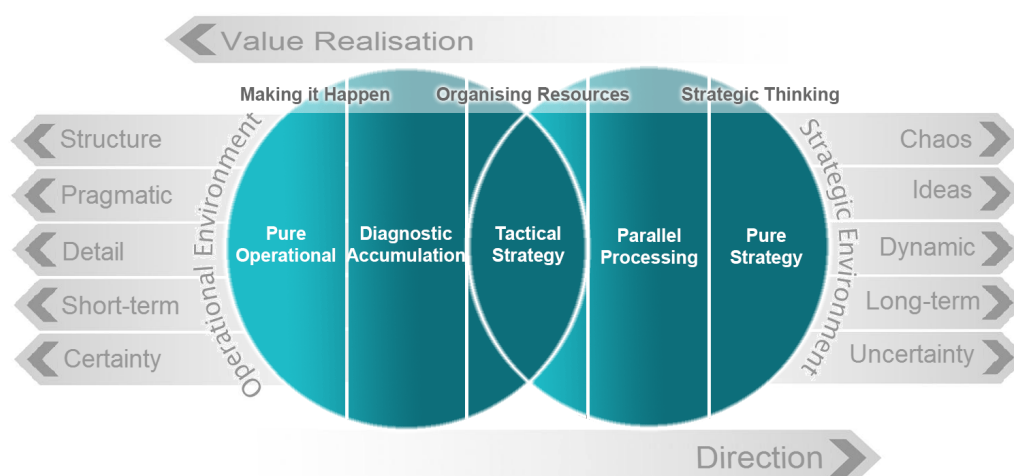 Value Realisation
Making it Happen
Organising Resources
Strategic Thinking
Operational Environment
Strategic Environment
Structure
Pragmatic
Detail
Short-term
Certainty
Pure
Operational
Diagnostic
Accumulation
Tactical
Strategy
Parallel
Processing
Pure
Strategy
Chaos
Ideas
Dynamic
Long-term
Uncertainty
Direction